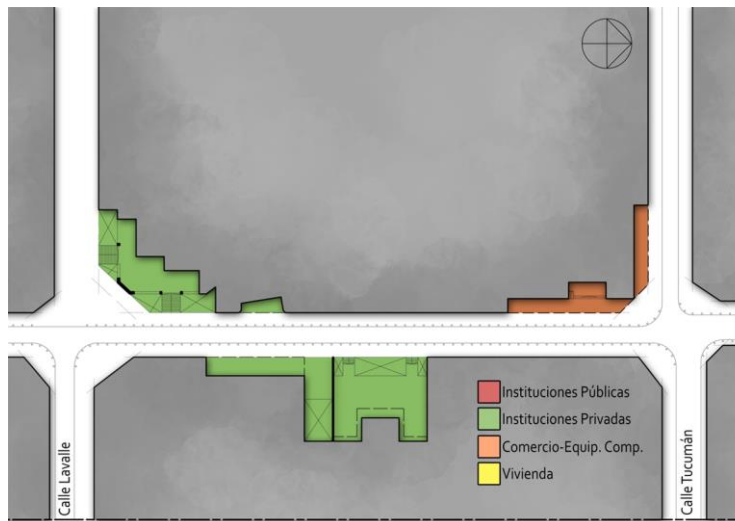 Instituciones Públicas
Instituciones Privadas
Comercio-Equip. Comp.
Vivienda
Calle Lavalle
Calle Tucumán